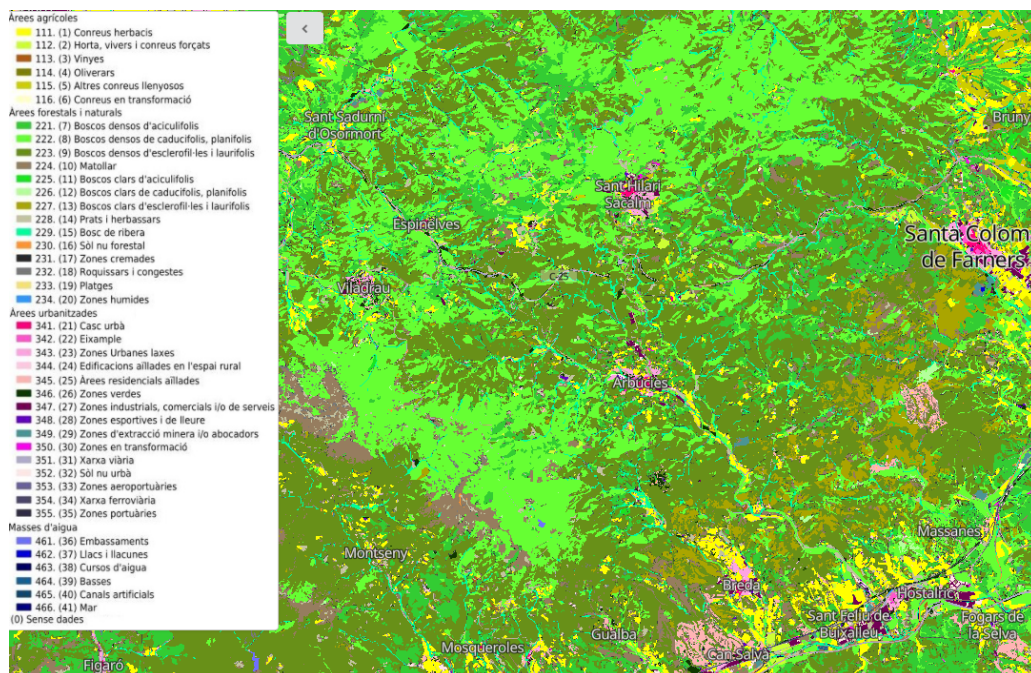 Àrees agrícoles
111. (1) Conreus herbacis
112. (2) Horta, vivers i conreus forçats
113. (3) Vinyes
114. (4) Oliverars
115. (5) Altres conreus llenyosos
116. (6) Conreus en transformació
Àrees forestals i naturals
221. (7) Boscos densos d'aciculifolis
222. (8) Boscos densos de caducifolis, planifolis
223. (9) Boscos densos d'esclerofil·les i laurifolis
224. (10) Matollar
225. (11) Boscos clars d'aciculifolis
226. (12) Boscos clars de caducifolis, planifolis
227. (13) Boscos clars d'esclerofil·les i laurifolis
228. (14) Prats i herbassars
229. (15) Bosc de ribera
230. (16) Sòl nu forestal
231. (17) Zones cremades
232. (18) Roquissars i congestes
233. (19) Platges
234. (20) Zones humides
Àrees urbanitzades
341. (21) Casc urbà
342. (22) Eixample
343. (23) Zones Urbanes laxes
344. (24) Edificacions aïllades en l'espai rural
345. (25) Àrees residencials aïllades
346. (26) Zones verdes
347. (27) Zones industrials, comercials i/o de serveis
348. (28) Zones esportives i de lleure
349. (29) Zones d'extracció minera i/o abocadors
350. (30) Zones en transformació
351. (31) Xarxa viària
352. (32) Sòl nu urbà
353. (33) Zones aeroportuàries
354. (34) Xarxa ferroviària
355. (35) Zones portuàries
Masses d'aigua
461. (36) Embassaments
462. (37) Llacs i llacunes
463. (38) Cursos d'aigua
464. (39) Basses
465. (40) Canals artificials
466. (41) Mar
(0) Sense dades
Sant Sadurní
d'Osormort
Bruny
Sant Hilari
Sacalm
Espinelves
Santa Colom
de Farners
C-25
Viladrau
Arbúcies
Massanes
Montseny
Breda
Hostalric
Sant Feliu de
Buixalleu
Fogars de
la Selva
Gualba
Mosqueroles
Can Salvà
Figaró